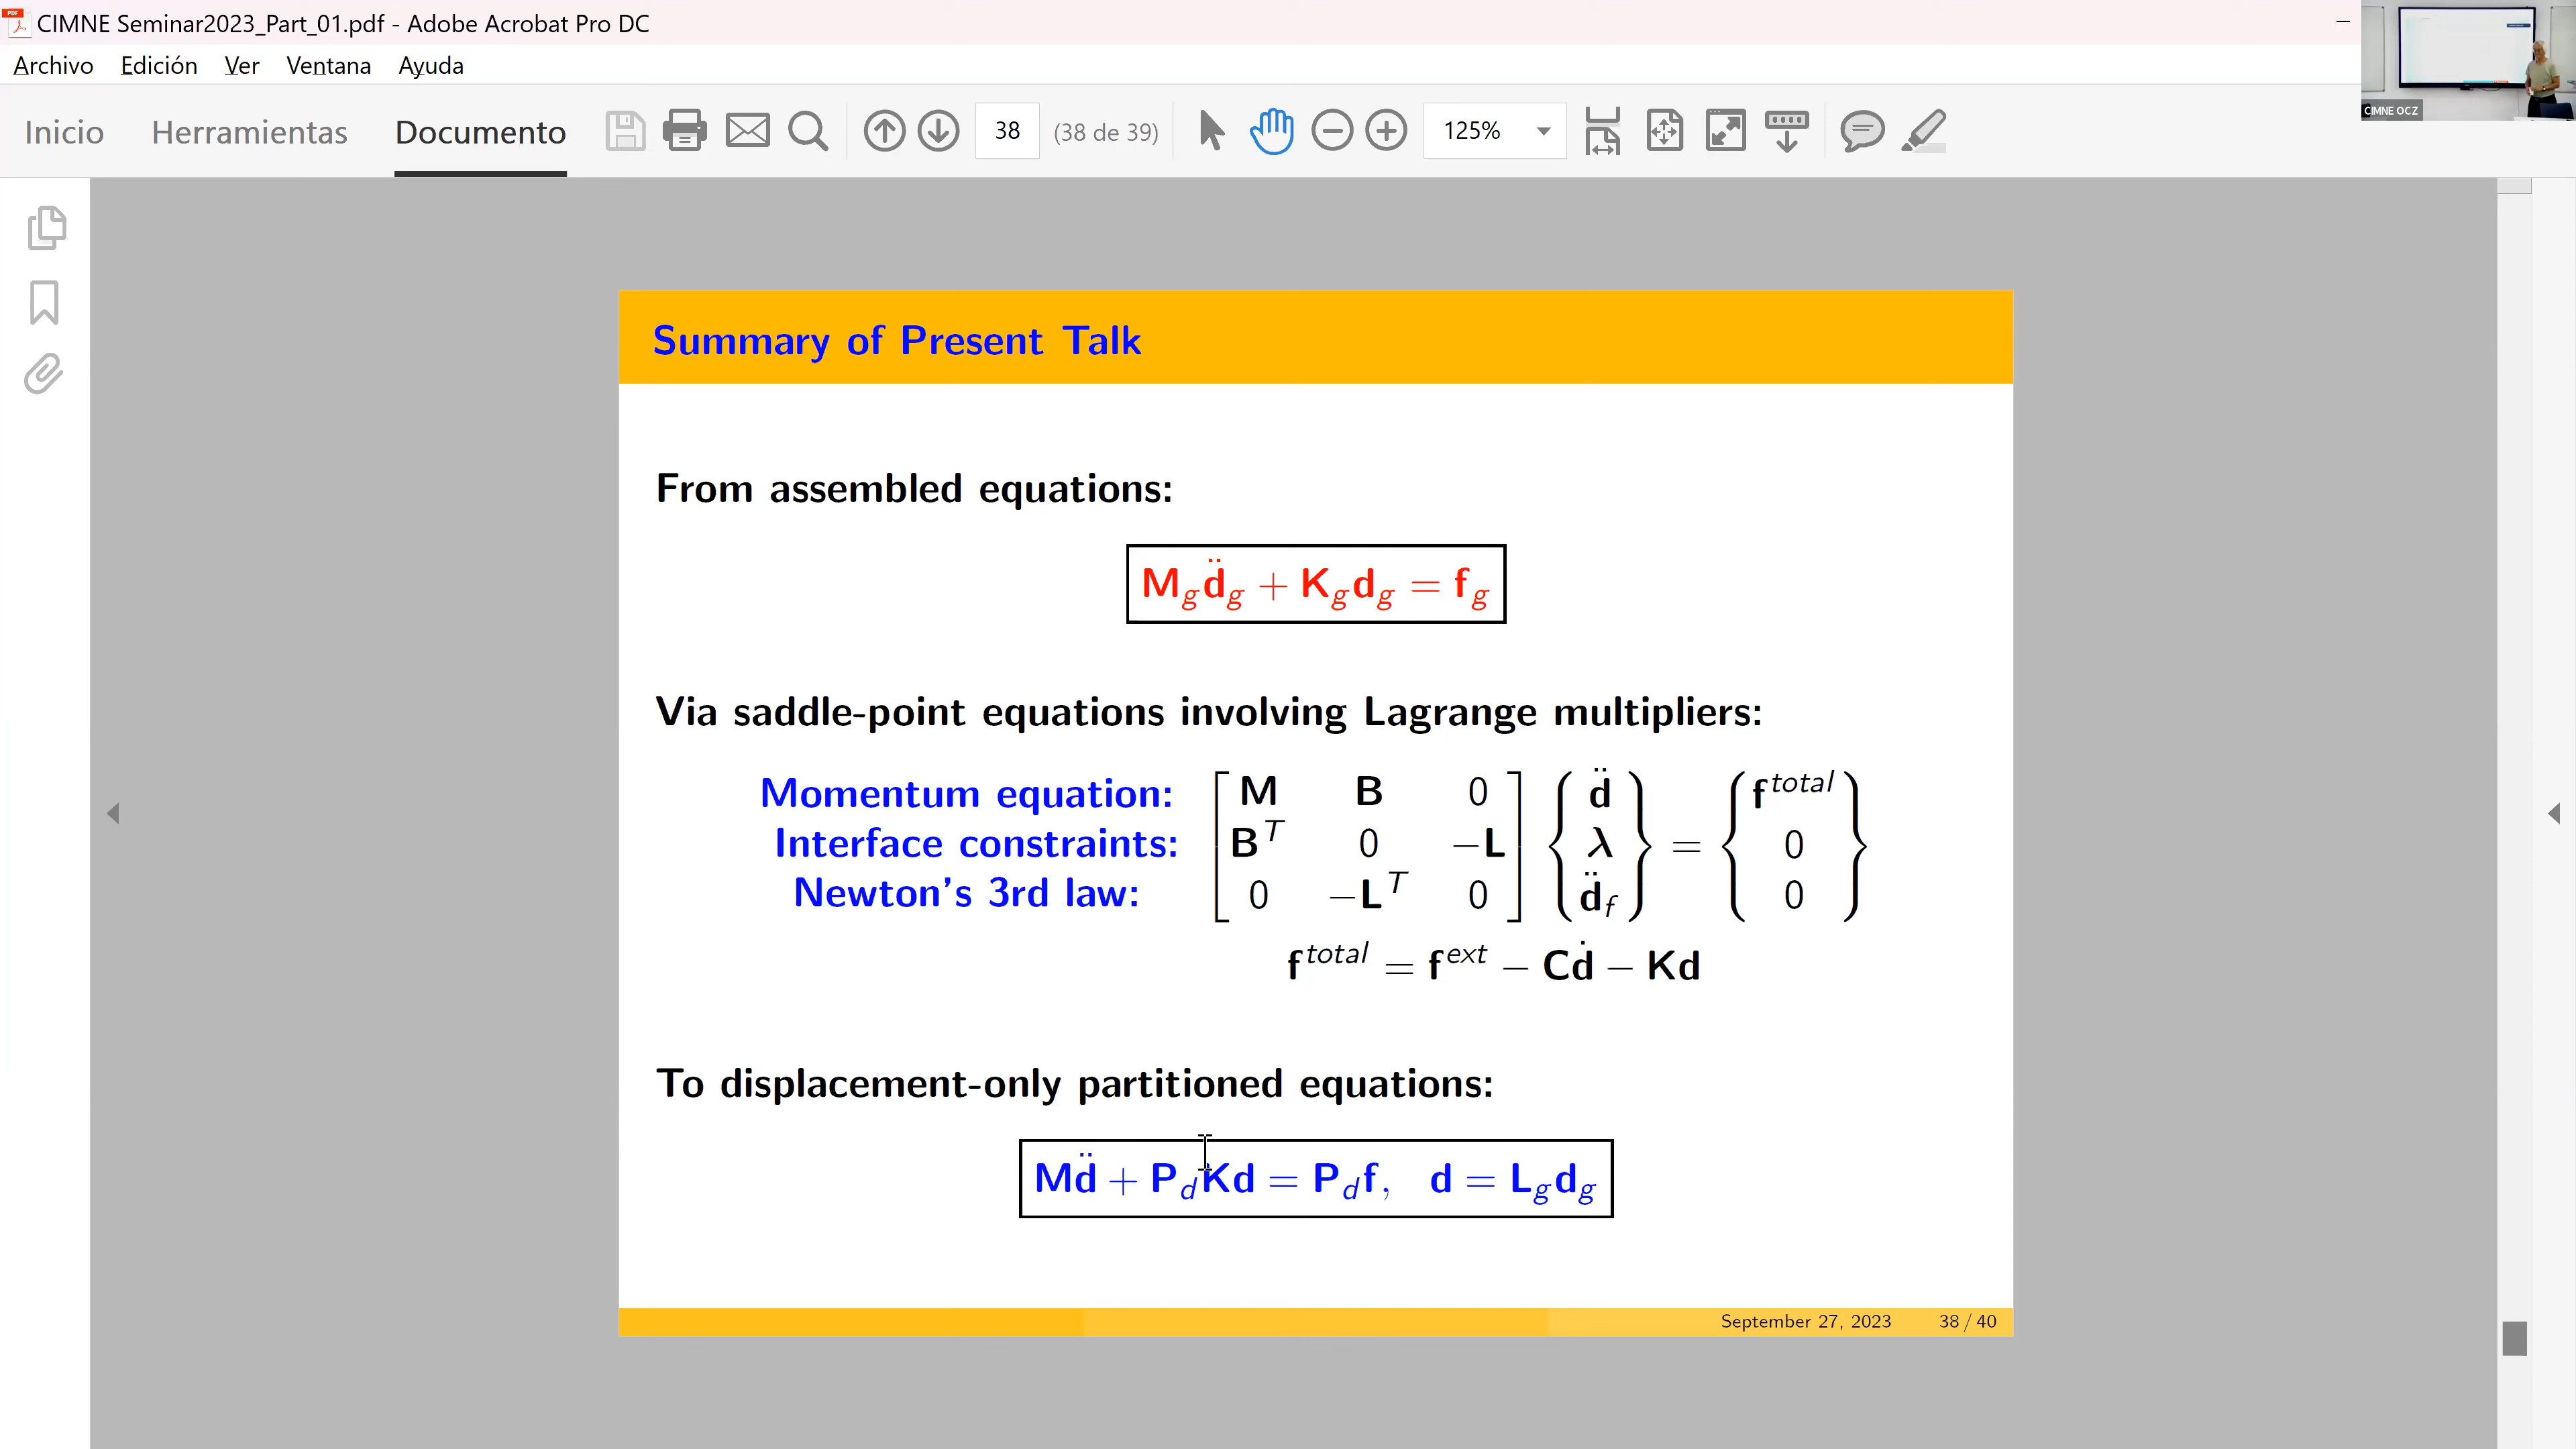 CIMNE Seminar2023_Part_01.pdf - Adobe Acrobat Pro DC
Archivo Edición Ver Ventana Ayuda
Inicio Herramientas Documento 38 (38 de 39) 125%
CIMNE OCZ
Summary of Present Talk
From assembled equations:
M_g d̈_g + K_g d_g = f_g
Via saddle-point equations involving Lagrange multipliers:
Momentum equation: [ M B 0 ] { d̈ } { f^total }
Interface constraints: [ B^T 0 −L ] { λ } = { 0 }
Newton's 3rd law: [ 0 −L^T 0 ] { d̈_f } { 0 }
f^total = f^ext − Cḋ − Kd
To displacement-only partitioned equations:
Md̈ + P_d Kd = P_d f, d = L_g d_g
September 27, 2023 38 / 40